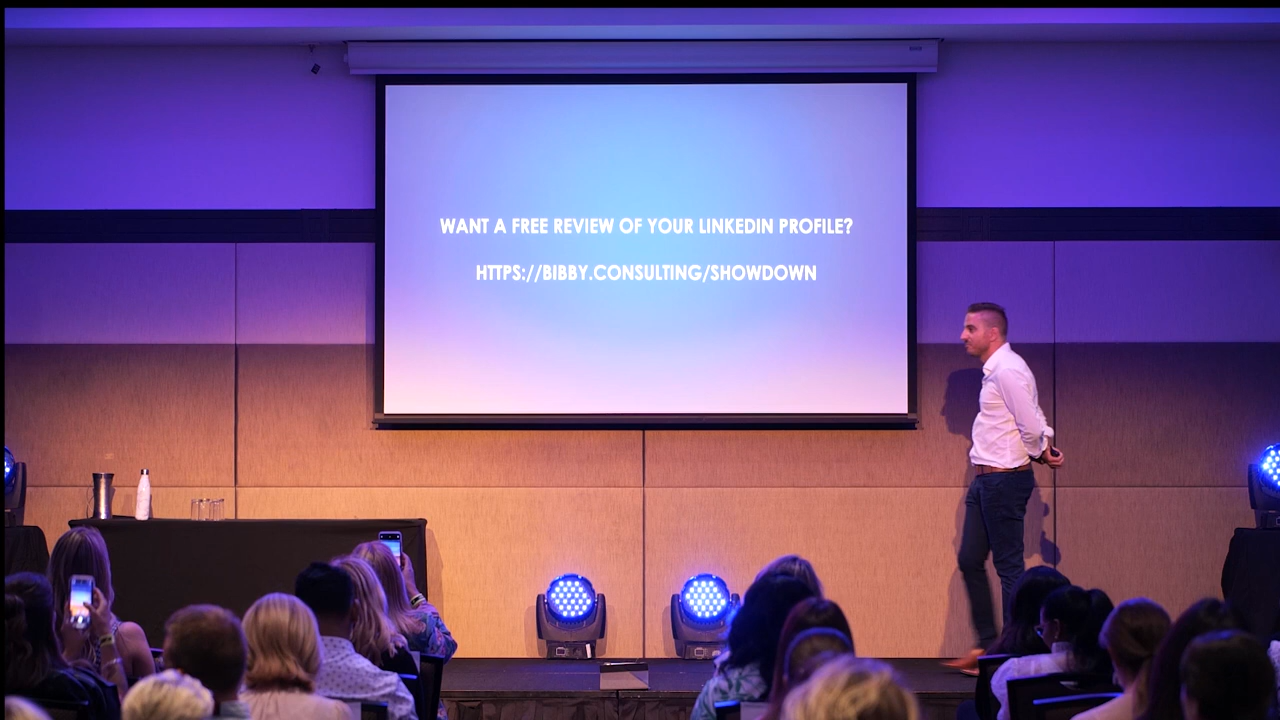 WANT A FREE REVIEW OF YOUR LINKEDIN PROFILE?
HTTPS://BIBBY.CONSULTING/SHOWDOWN